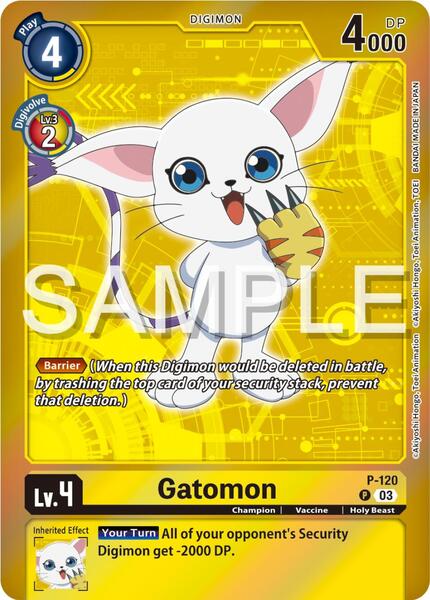 DIGIMON
Play
4
DP
4000
Digivolve
Lv.3
2
BANDAI MADE IN JAPAN
©Akiyoshi Hongo, Toei Animation, TOEI
©Akiyoshi Hongo, Toei Animation
SAMPLE
Barrier (When this Digimon would be deleted in battle,
by trashing the top card of your security stack, prevent
that deletion.)
P-120
Lv.4
Gatomon
P 03
Champion | Vaccine | Holy Beast
Inherited Effect
Your Turn All of your opponent's Security
Digimon get -2000 DP.